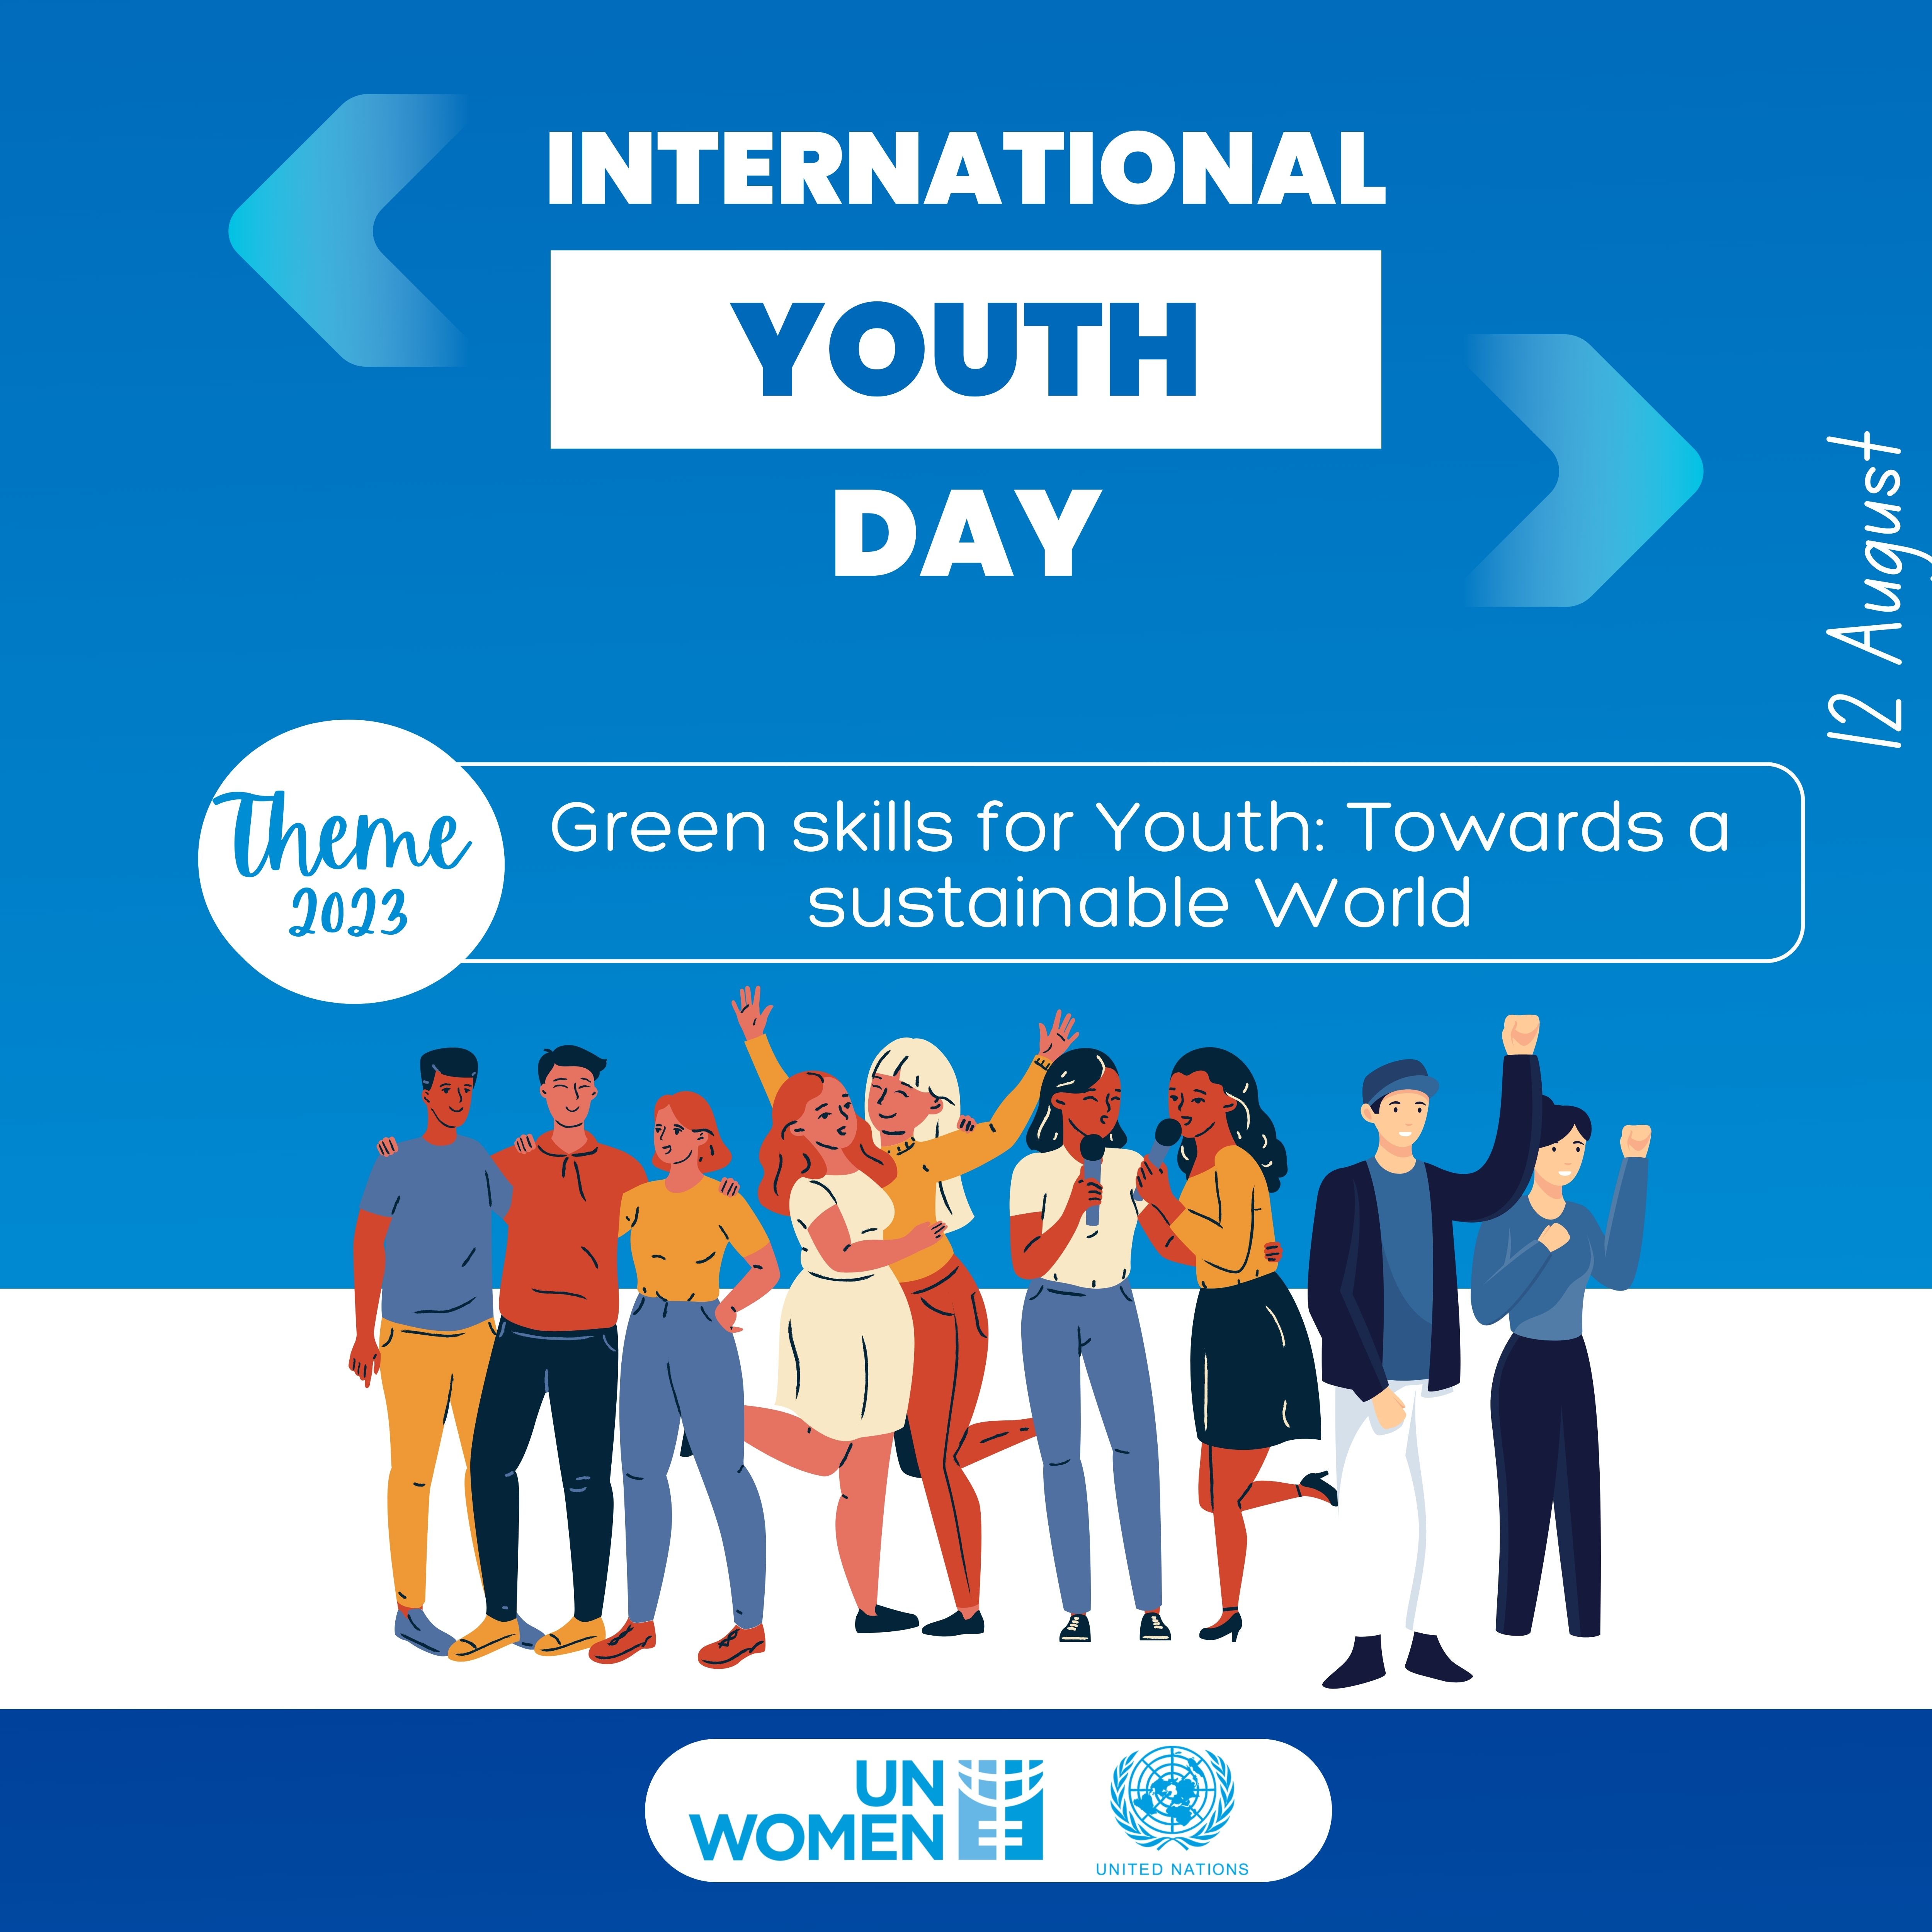 INTERNATIONAL
YOUTH
DAY
12 August
Theme
2023
Green skills for Youth: Towards a
sustainable World
UN
WOMEN
UNITED NATIONS